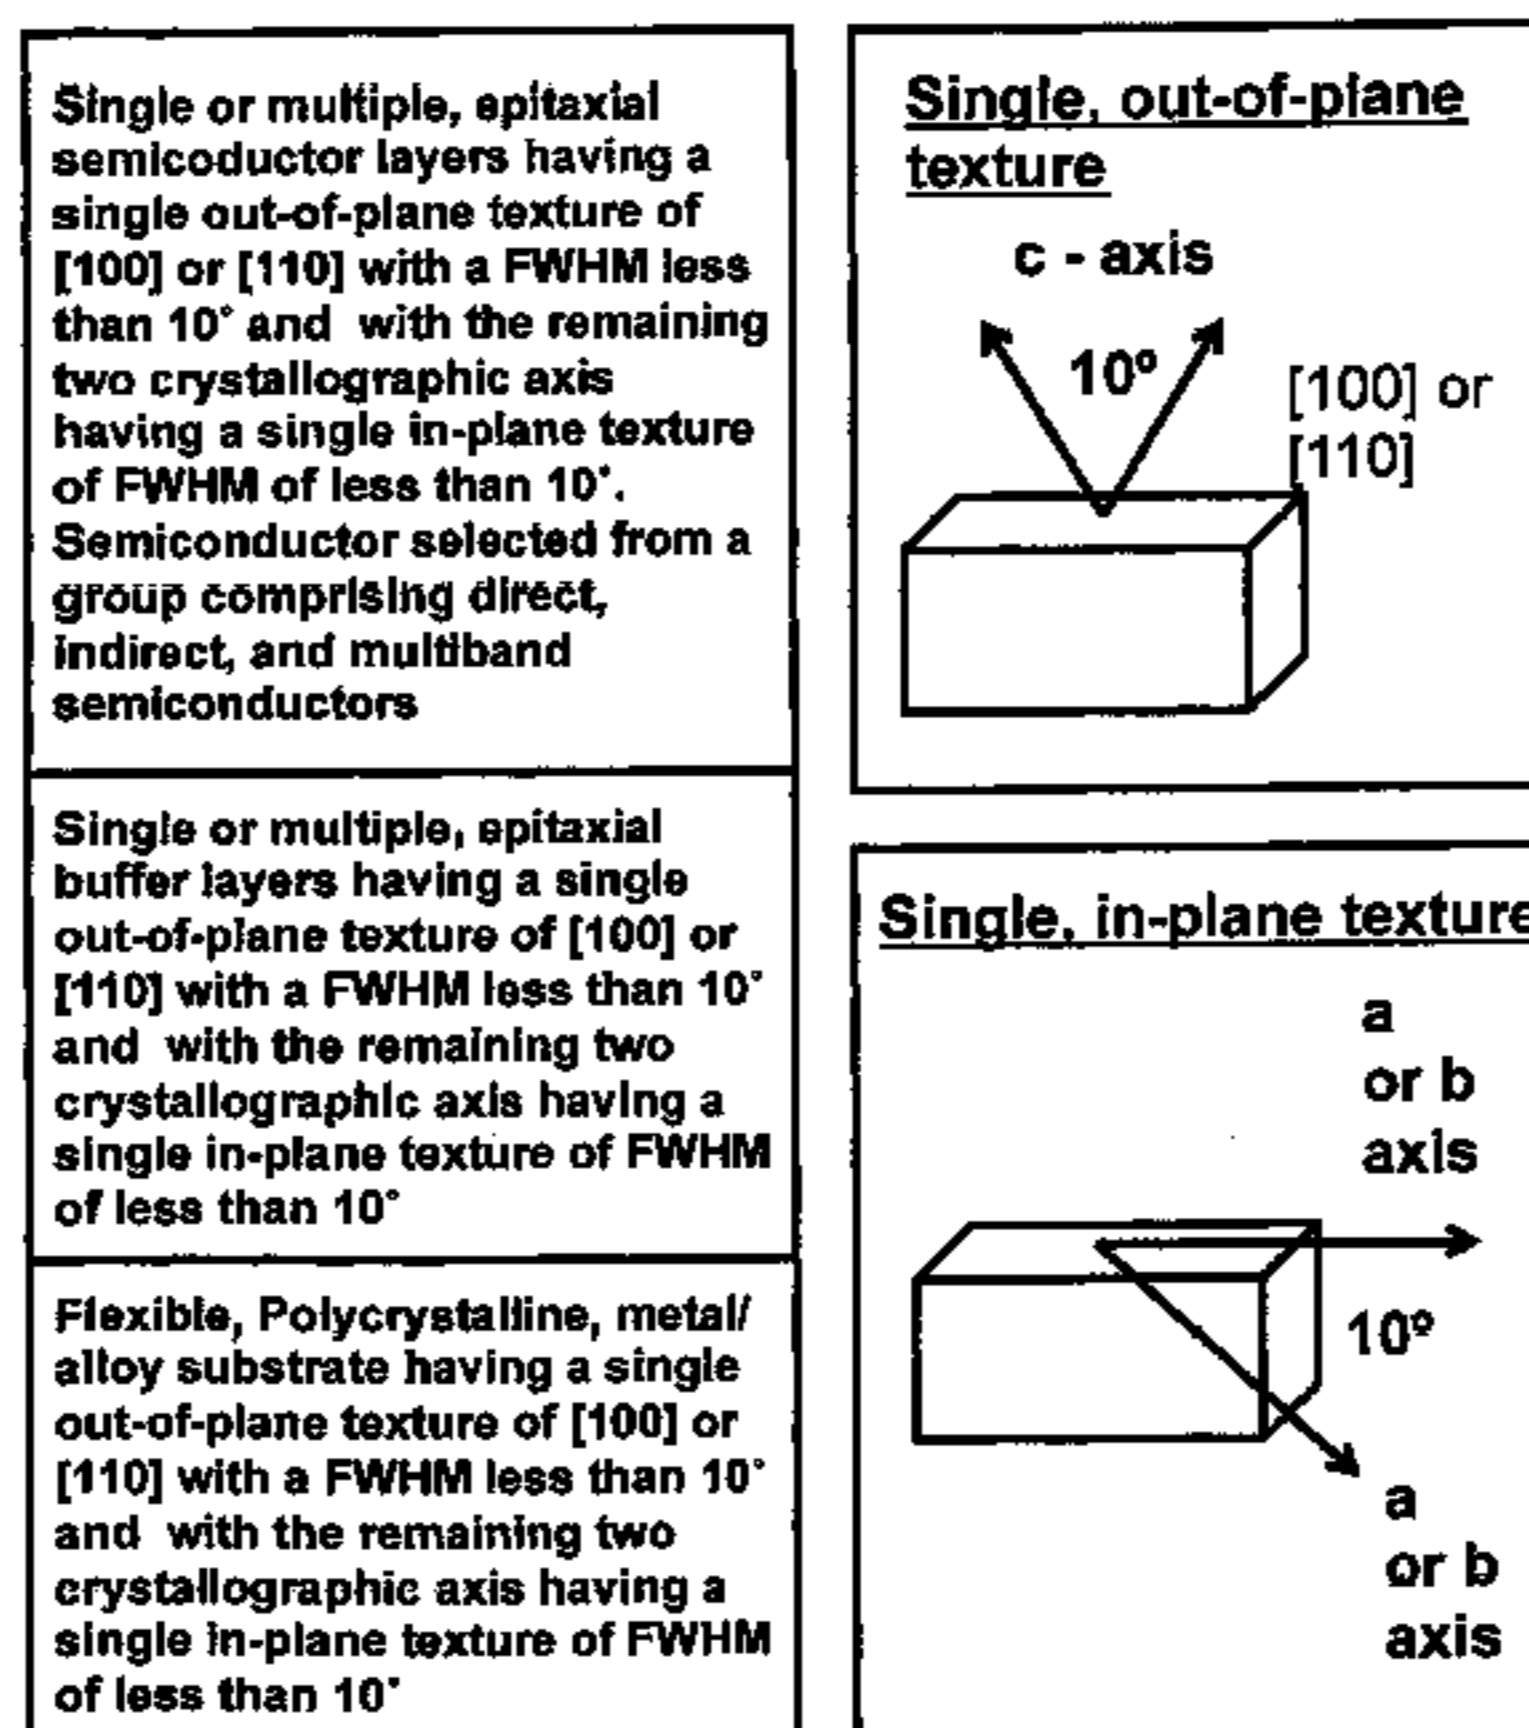 Single or multiple, epitaxial
semicoductor layers having a
single out-of-plane texture of
[100] or [110] with a FWHM less
than 10° and  with the remaining
two crystallographic axis
having a single in-plane texture
of FWHM of less than 10°.
Semiconductor selected from a
group comprising direct,
indirect, and multiband
semiconductors
Single or multiple, epitaxial
buffer layers having a single
out-of-plane texture of [100] or
[110] with a FWHM less than 10°
and  with the remaining two
crystallographic axis having a
single in-plane texture of FWHM
of less than 10°
Flexible, Polycrystalline, metal/
alloy substrate having a single
out-of-plane texture of [100] or
[110] with a FWHM less than 10°
and  with the remaining two
crystallographic axis having a
single in-plane texture of FWHM
of less than 10°
Single, out-of-plane
texture
c - axis
10º
[100] or
[110]
Single, in-plane texture
a
or b
axis
10º
a
or b
axis